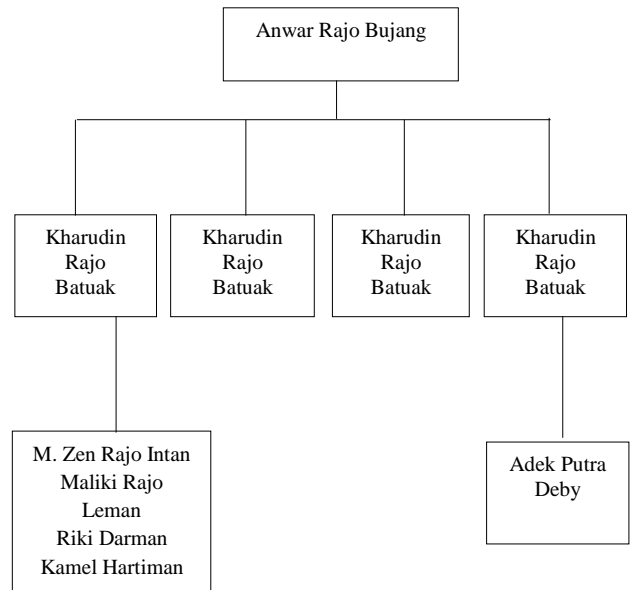 Anwar Rajo Bujang
Kharudin
Rajo
Batuak
Kharudin
Rajo
Batuak
Kharudin
Rajo
Batuak
Kharudin
Rajo
Batuak
M. Zen Rajo Intan
Maliki Rajo
Leman
Riki Darman
Kamel Hartiman
Adek Putra
Deby